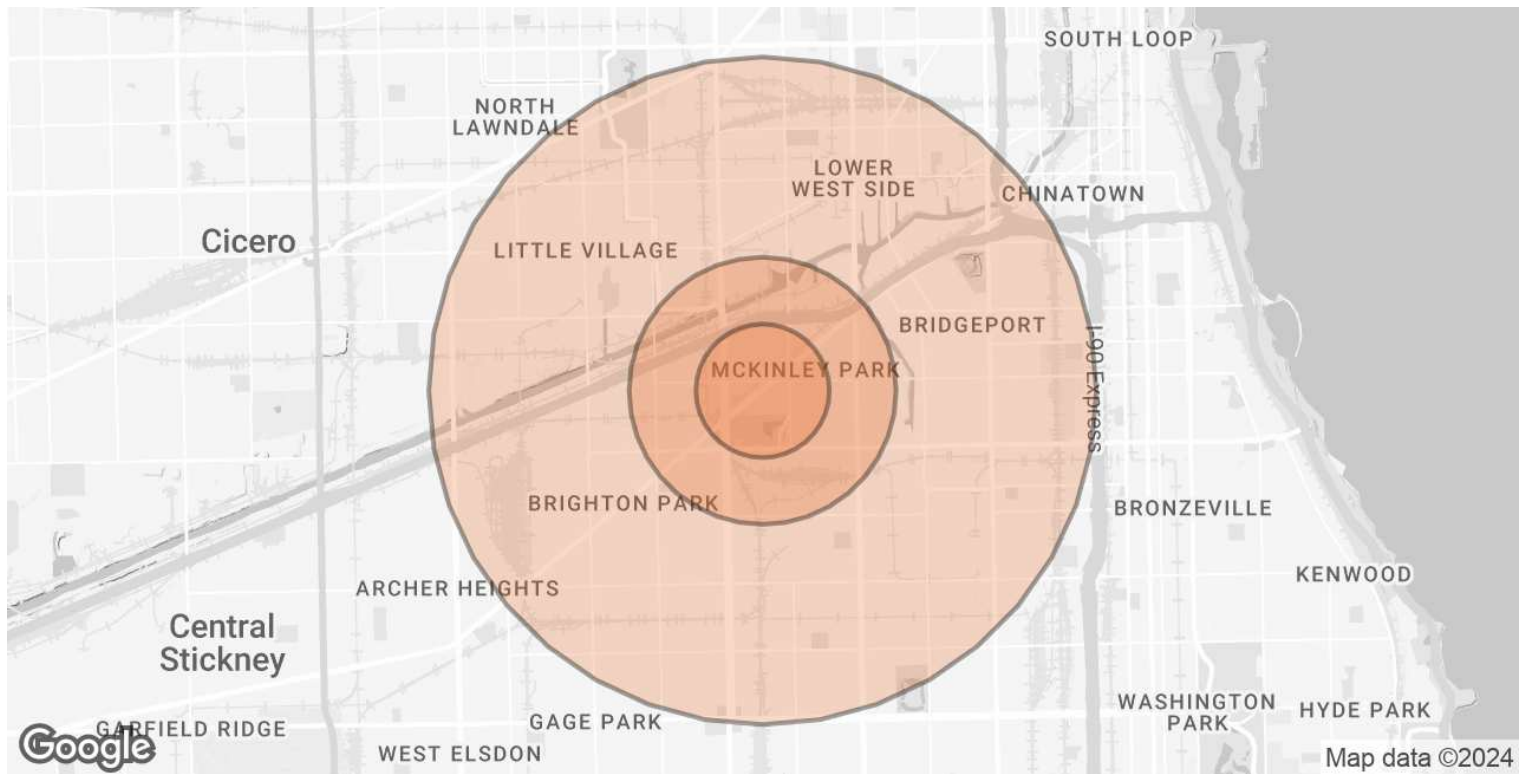 SOUTH LOOP
NORTH
LAWNDALE
LOWER
WEST SIDE
CHINATOWN
Cicero
LITTLE VILLAGE
BRIDGEPORT
I-90 Express
MCKINLEY PARK
BRIGHTON PARK
BRONZEVILLE
KENWOOD
ARCHER HEIGHTS
Central
Stickney
WASHINGTON
PARK
HYDE PARK
GAGE PARK
GARFIELD RIDGE
WEST ELSDON
Google
Map data ©2024